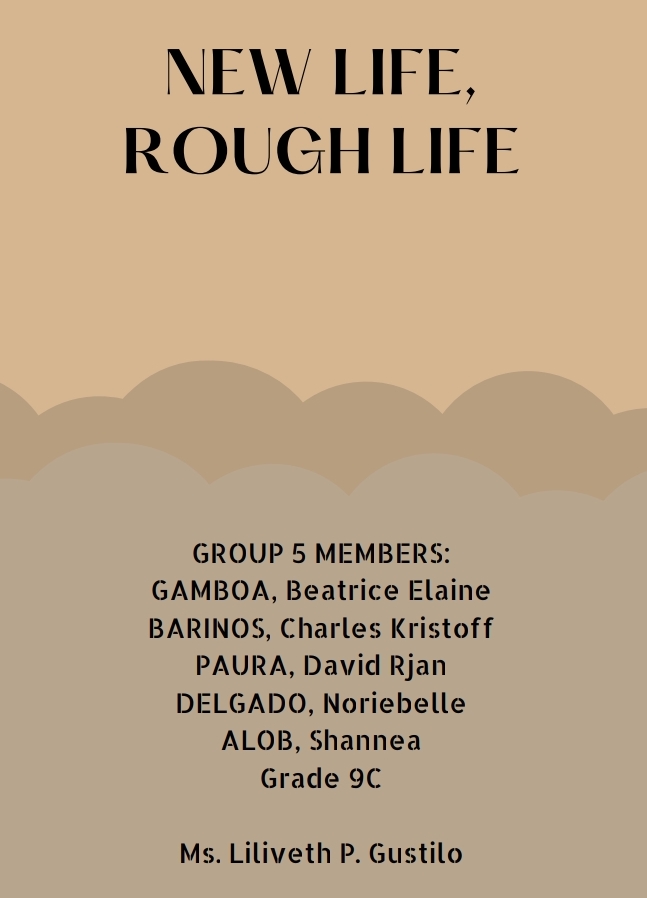 NEW LIFE,
ROUGH LIFE
GROUP 5 MEMBERS:
GAMBOA, Beatrice Elaine
BARINOS, Charles Kristoff
PAURA, David Rjan
DELGADO, Noriebelle
ALOB, Shannea
Grade 9C
Ms. Liliveth P. Gustilo